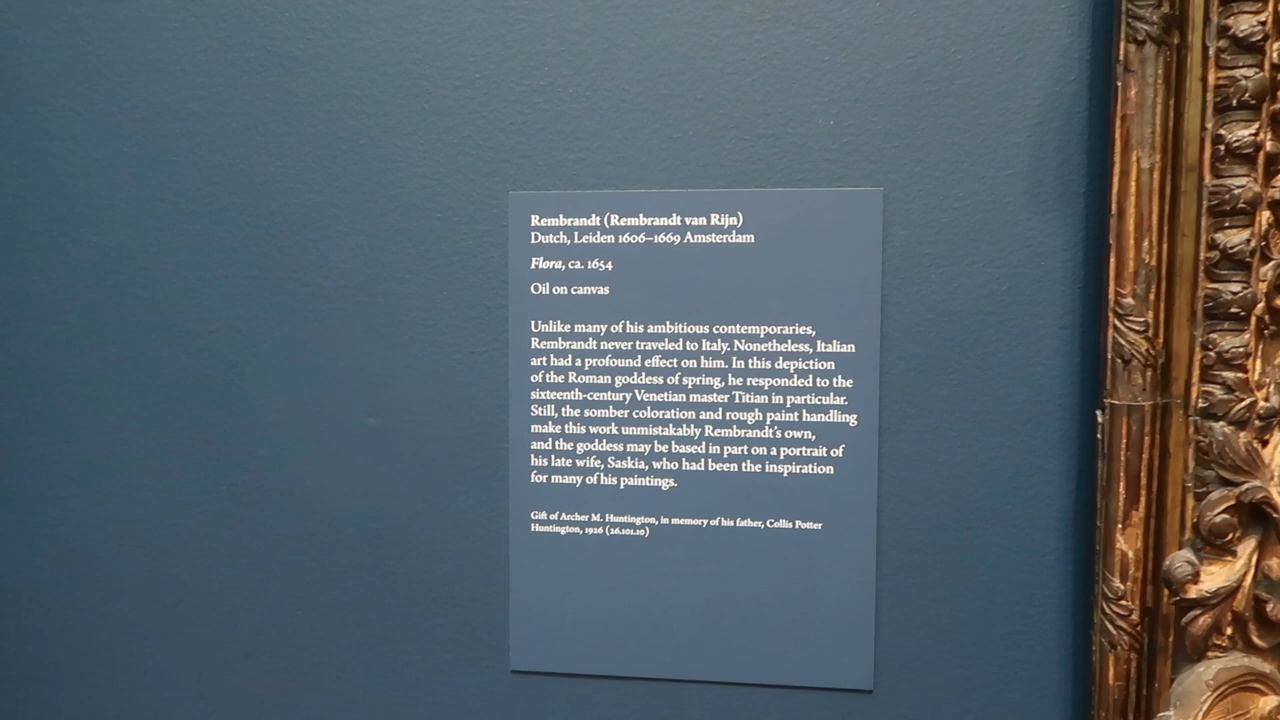 Rembrandt (Rembrandt van Rijn)
Dutch, Leiden 1606–1669 Amsterdam
Flora, ca. 1654
Oil on canvas
Unlike many of his ambitious contemporaries,
Rembrandt never traveled to Italy. Nonetheless, Italian
art had a profound effect on him. In this depiction
of the Roman goddess of spring, he responded to the
sixteenth-century Venetian master Titian in particular.
Still, the somber coloration and rough paint handling
make this work unmistakably Rembrandt's own,
and the goddess may be based in part on a portrait of
his late wife, Saskia, who had been the inspiration
for many of his paintings.
Gift of Archer M. Huntington, in memory of his father, Collis Potter
Huntington, 1926 (26.101.10)